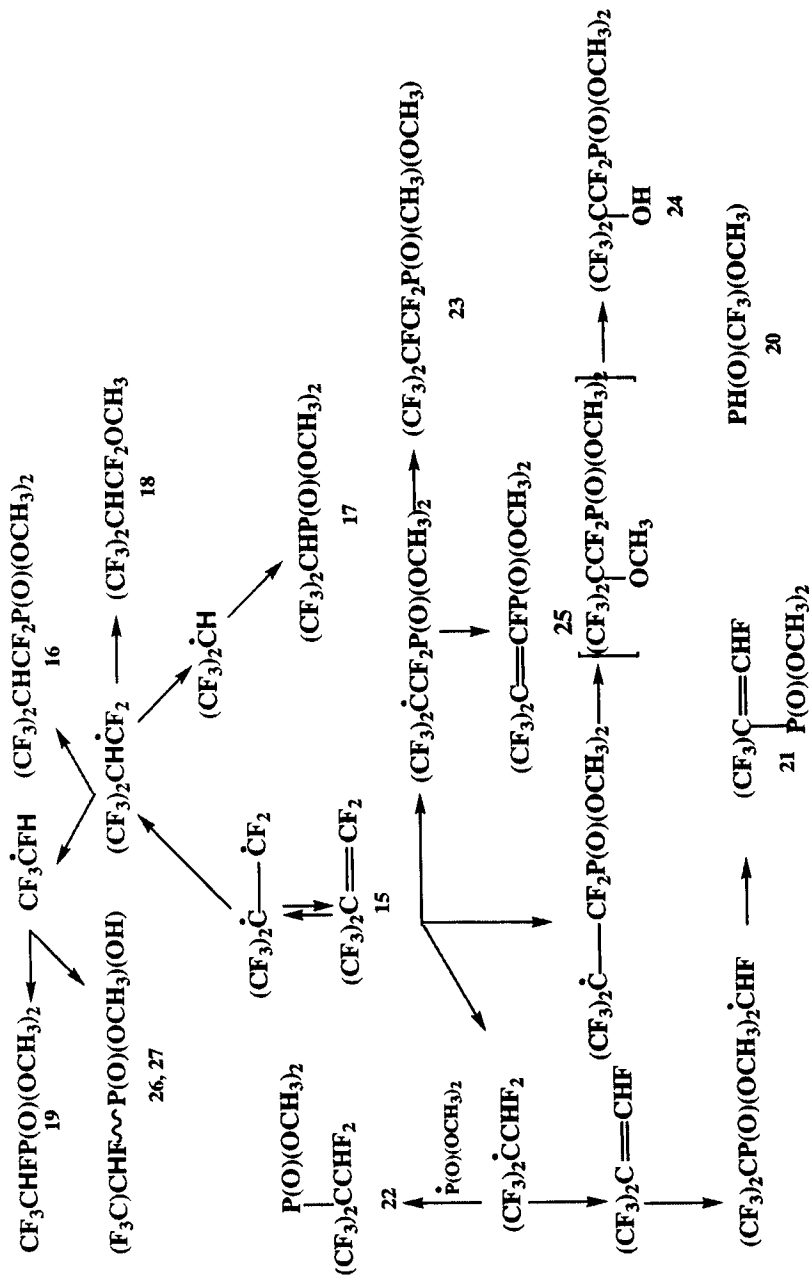 CF₃CHFP(O)(OCH₃)₂
19
CF₃ĊFH
(CF₃)₂CHCF₂P(O)(OCH₃)₂
16
(F₃C)CHF~P(O)(OCH₃)(OH)
26, 27
(CF₃)₂CHĊF₂
(CF₃)₂CHCF₂OCH₃
18
(CF₃)₂ĊH
(CF₃)₂CHP(O)(OCH₃)₂
17
(CF₃)₂Ċ—ĊF₂
(CF₃)₂C=CF₂
15
P(O)(OCH₃)₂
(CF₃)₂CCHF₂
22
ṖP(O)(OCH₃)₂
(CF₃)₂ĊCHF₂
(CF₃)₂ĊCF₂P(O)(OCH₃)₂
(CF₃)₂CFCF₂P(O)(CH₃)(OCH₃)
23
(CF₃)₂C=CFP(O)(OCH₃)₂
25
(CF₃)₂Ċ—CF₂P(O)(OCH₃)₂
[(CF₃)₂CCF₂P(O)(OCH₃)₂]
OCH₃
(CF₃)₂CCF₂P(O)(OCH₃)₂
OH
24
(CF₃)₂C=CHF
(CF₃)₂CP(O)(OCH₃)₂ĊHF
(CF₃)C=CHF
P(O)(OCH₃)₂
21
PH(O)(CF₃)(OCH₃)
20